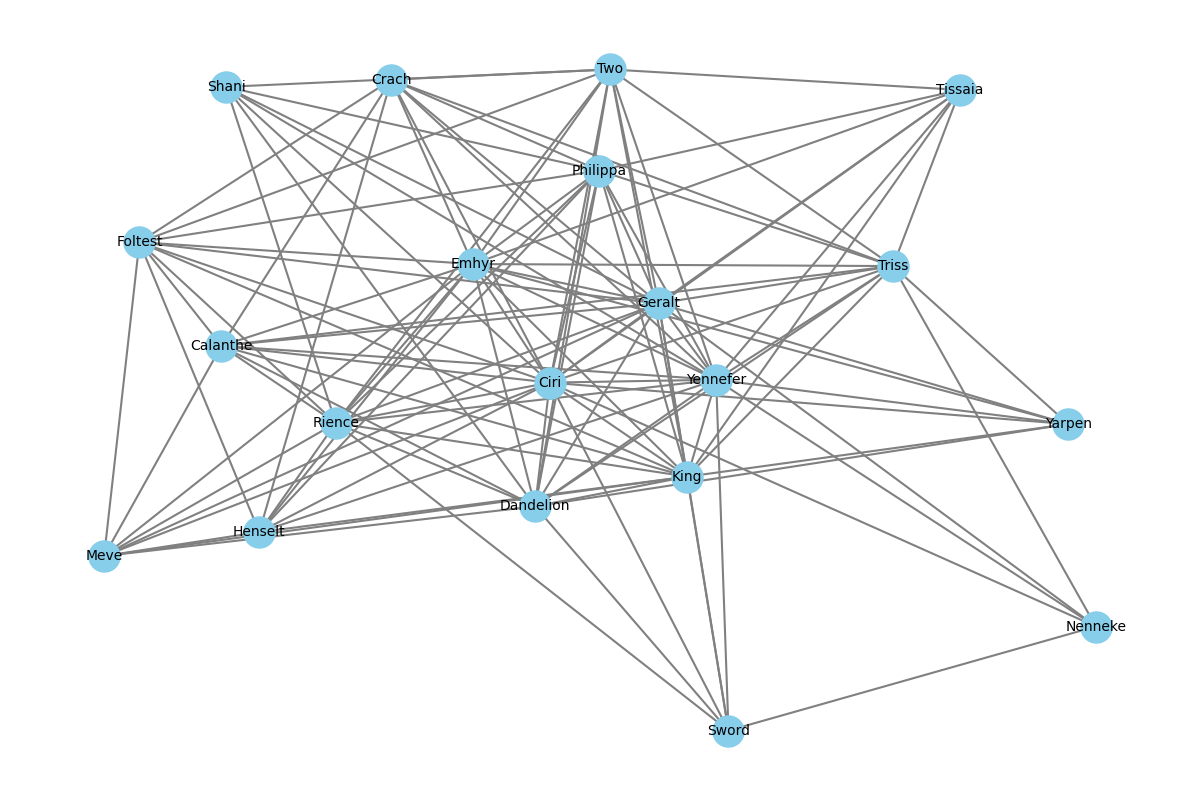 Two
Crach
Shani
Tissaia
Philippa
Foltest
Emhyr
Triss
Geralt
Calanthe
Ciri
Yennefer
Rience
Yarpen
King
Dandelion
Henselt
Meve
Nenneke
Sword